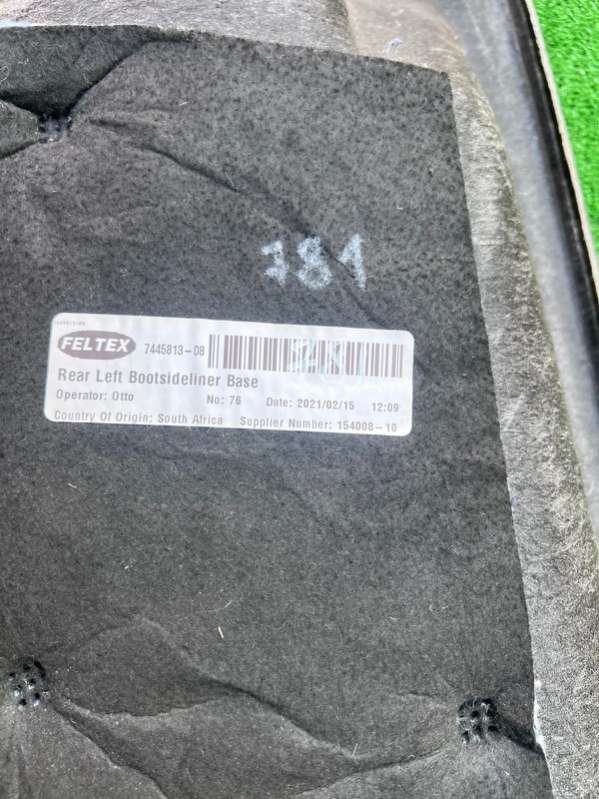 781
FELTEX 7445813-08
Rear Left Bootsideliner Base
Operator: Otto No: 76 Date: 2021/02/15 12:09
Country Of Origin: South Africa Supplier Number: 154008-10